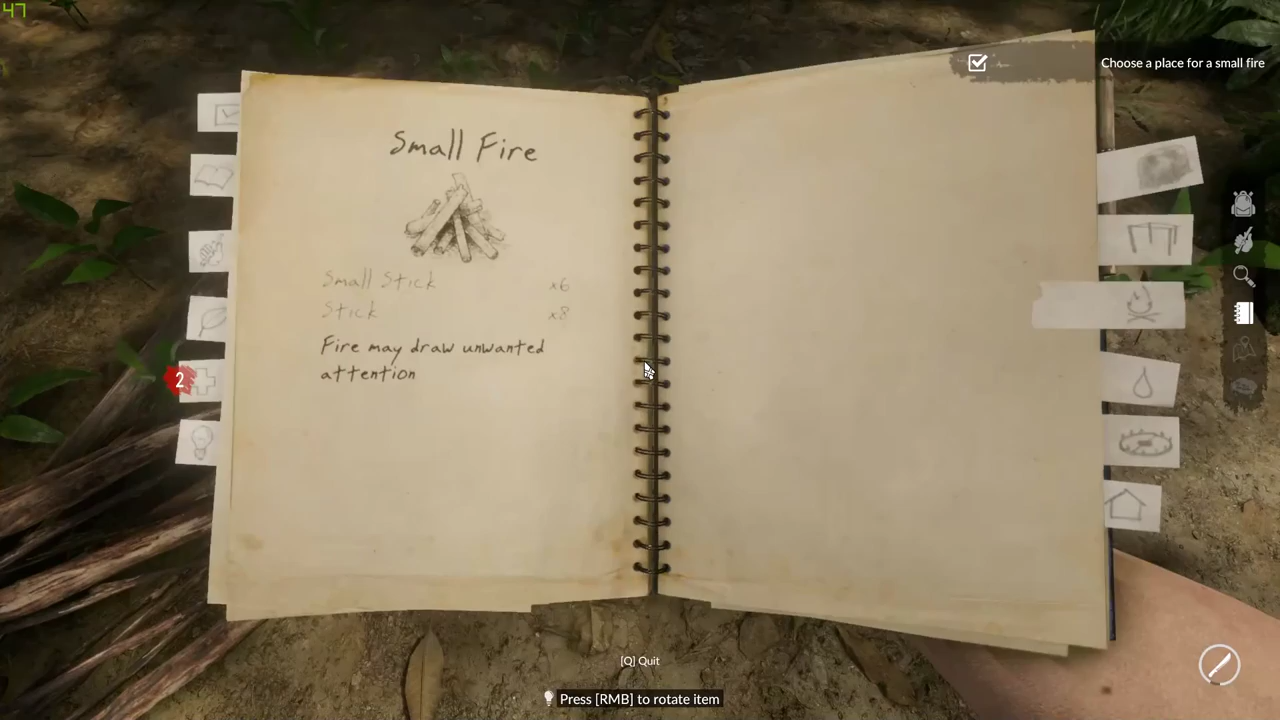 47
Choose a place for a small fire
Small Fire
Small Stick x6
Stick x8
Fire may draw unwanted
attention
2
[Q] Quit
Press [RMB] to rotate item